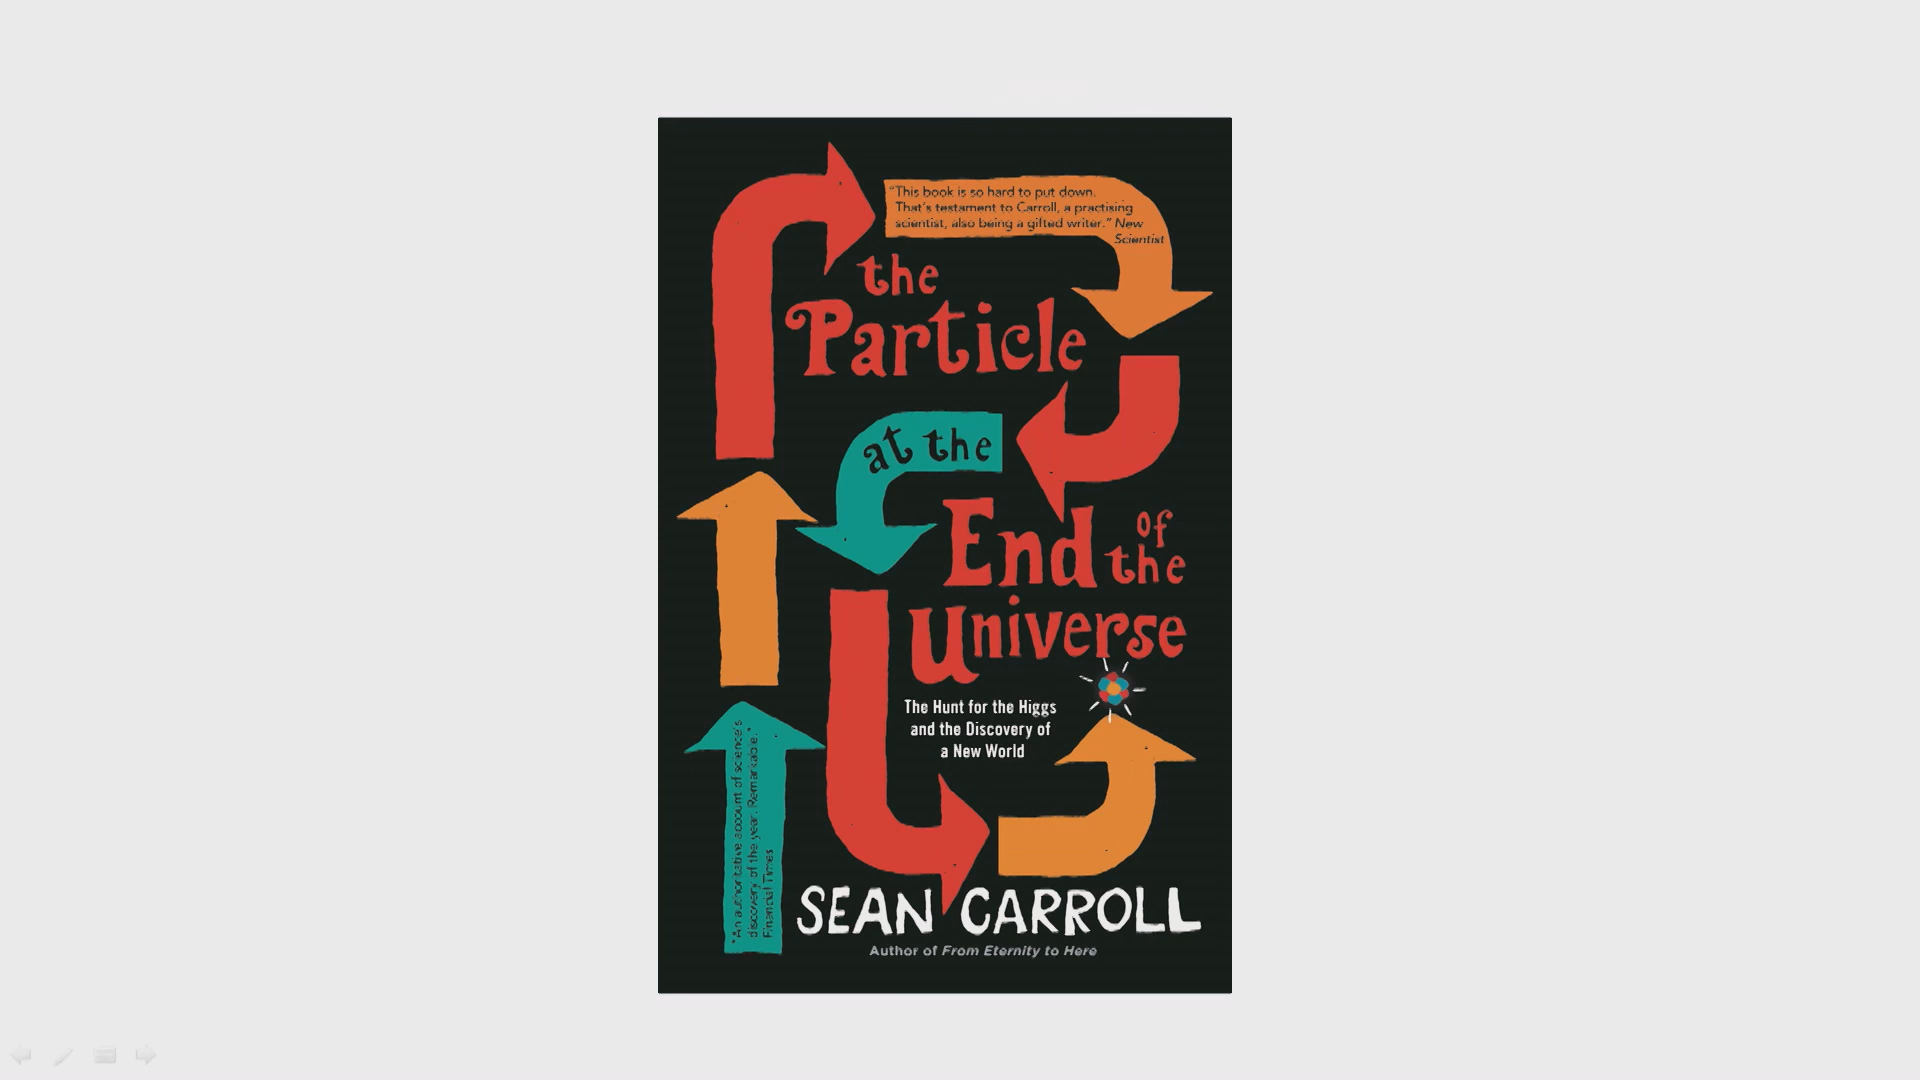 “This book is so hard to put down.
That’s testament to Carroll, a practising
scientist, also being a gifted writer.” New
Scientist
the
Particle
at the
End of
the
universe
The Hunt for the Higgs
and the Discovery of
a New World
“An authoritative account of science’s
discovery of the year. Remarkable.”
Financial Times
SEAN CARROLL
Author of From Eternity to Here